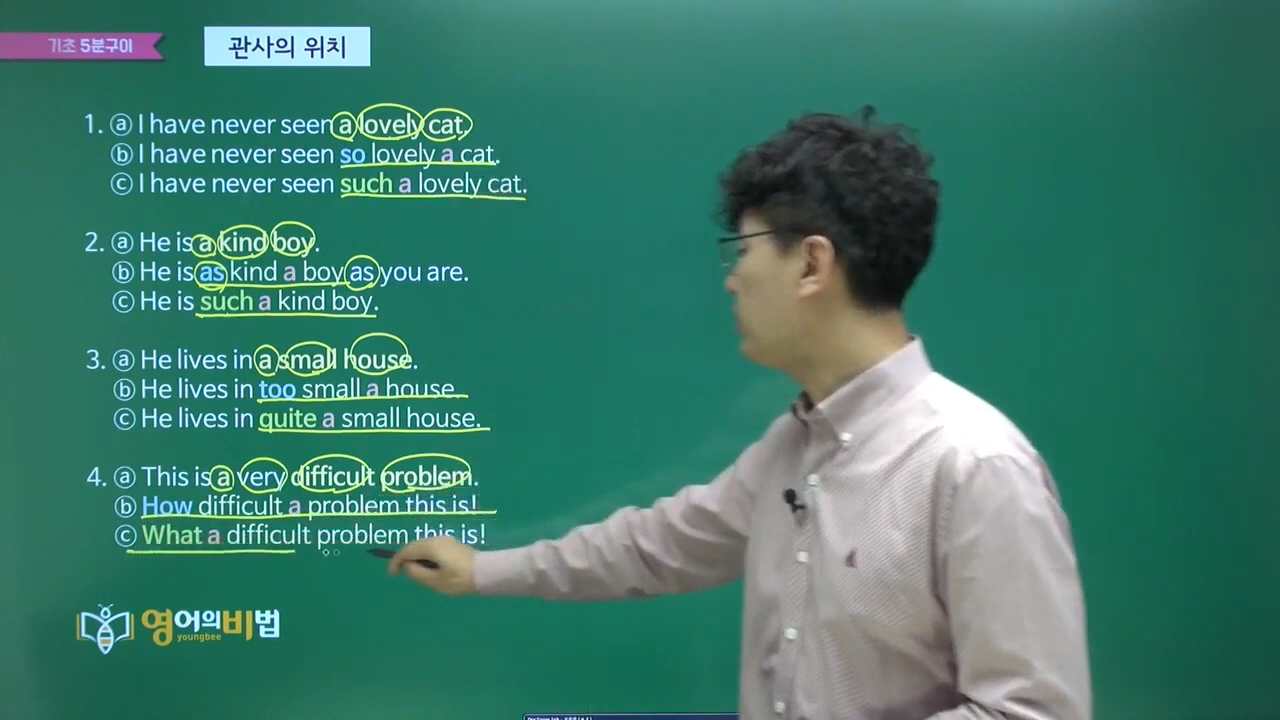 기초 5분구이
관사의 위치
1. ⓐ I have never seen a lovely cat.
ⓑ I have never seen so lovely a cat.
ⓒ I have never seen such a lovely cat.
2. ⓐ He is a kind boy.
ⓑ He is as kind a boy as you are.
ⓒ He is such a kind boy.
3. ⓐ He lives in a small house.
ⓑ He lives in too small a house.
ⓒ He lives in quite a small house.
4. ⓐ This is a very difficult problem.
ⓑ How difficult a problem this is!
ⓒ What a difficult problem this is!
영어의비법
youngbee